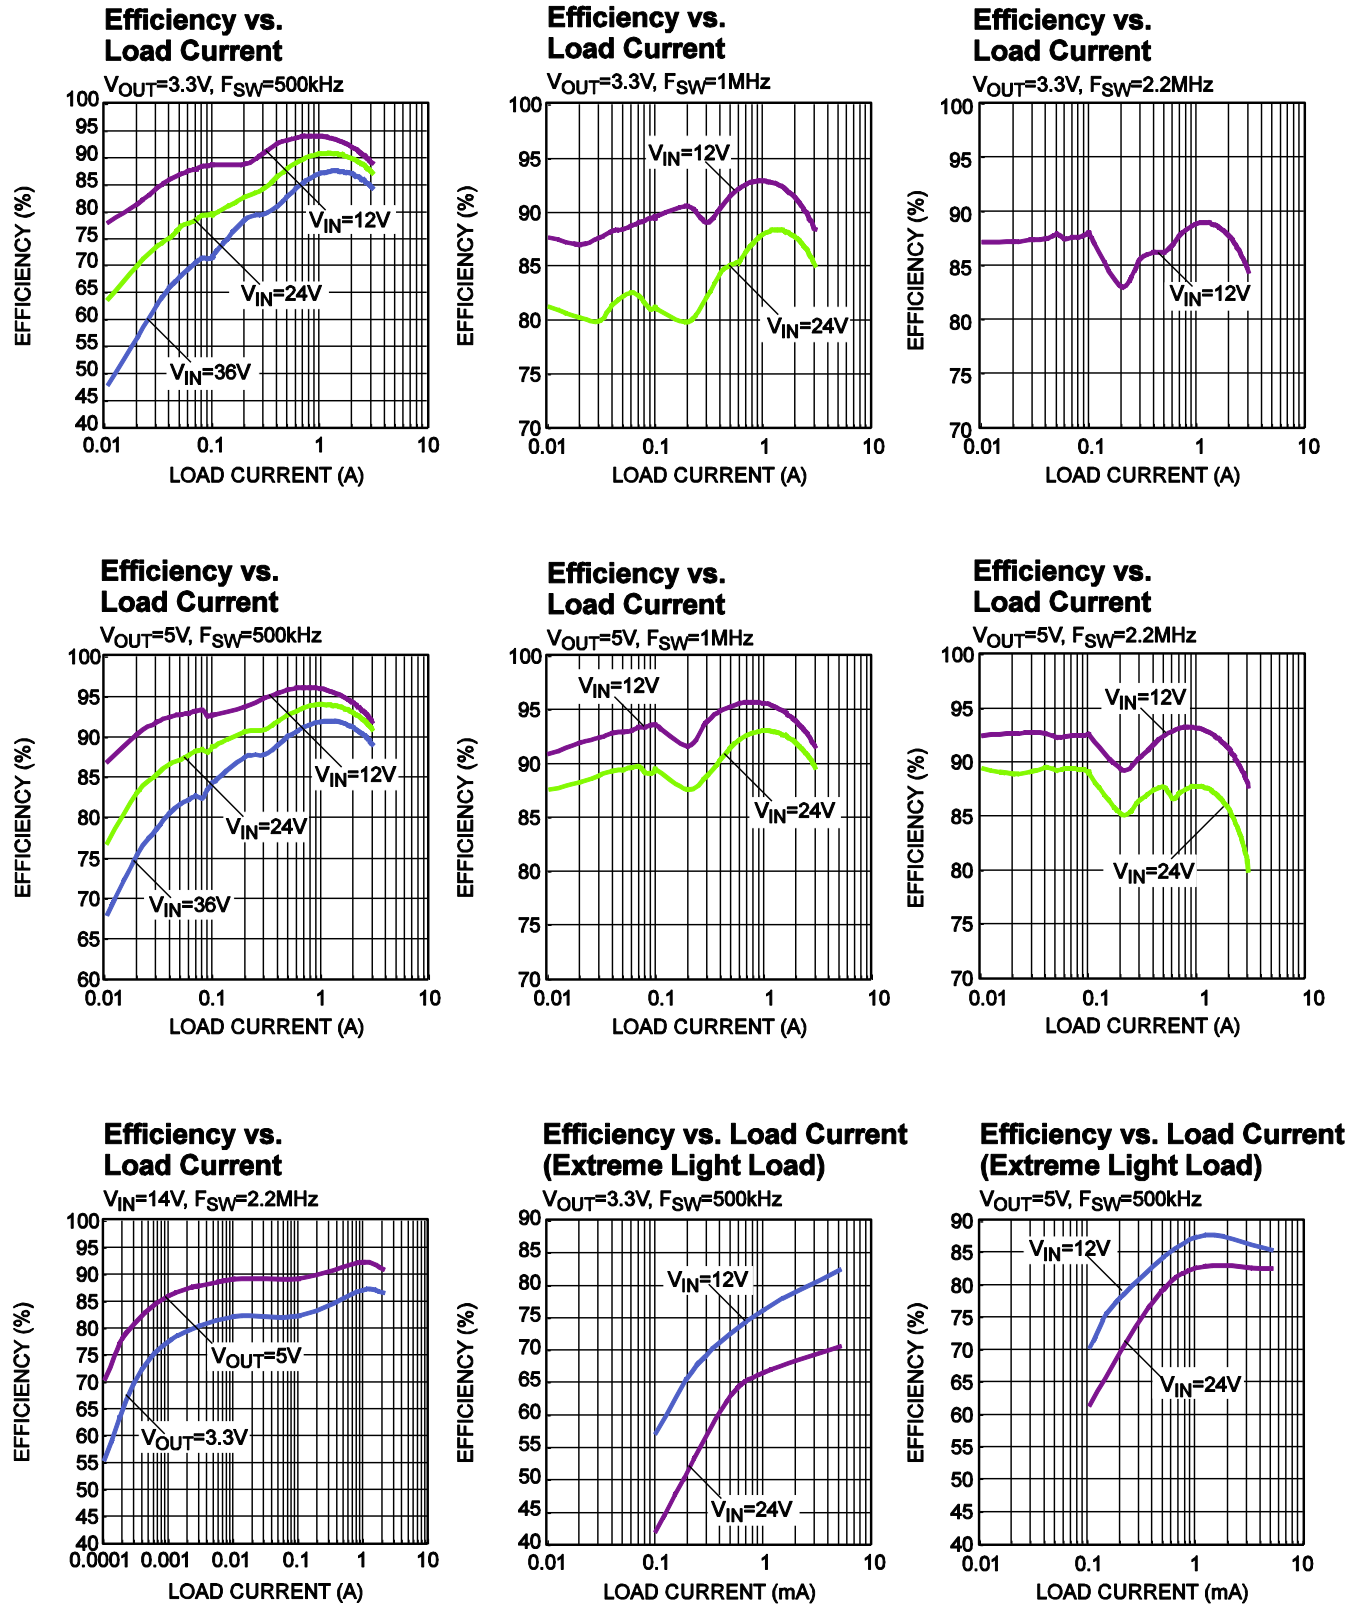 Efficiency vs.
Load Current
VOUT=3.3V, FSW=500kHz
100
95
90
85
80
75
70
65
60
55
50
45
40
EFFICIENCY (%)
VIN=12V
VIN=24V
VIN=36V
0.01 0.1 1 10
LOAD CURRENT (A)
Efficiency vs.
Load Current
VOUT=3.3V, FSW=1MHz
100
95
90
85
80
75
70
EFFICIENCY (%)
VIN=12V
VIN=24V
0.01 0.1 1 10
LOAD CURRENT (A)
Efficiency vs.
Load Current
VOUT=3.3V, FSW=2.2MHz
100
95
90
85
80
75
70
EFFICIENCY (%)
VIN=12V
0.01 0.1 1 10
LOAD CURRENT (A)
Efficiency vs.
Load Current
VOUT=5V, FSW=500kHz
100
95
90
85
80
75
70
65
60
EFFICIENCY (%)
VIN=12V
VIN=24V
VIN=36V
0.01 0.1 1 10
LOAD CURRENT (A)
Efficiency vs.
Load Current
VOUT=5V, FSW=1MHz
100
95
90
85
80
75
70
EFFICIENCY (%)
VIN=12V
VIN=24V
0.01 0.1 1 10
LOAD CURRENT (A)
Efficiency vs.
Load Current
VOUT=5V, FSW=2.2MHz
100
95
90
85
80
75
70
EFFICIENCY (%)
VIN=12V
VIN=24V
0.01 0.1 1 10
LOAD CURRENT (A)
Efficiency vs.
Load Current
VIN=14V, FSW=2.2MHz
100
95
90
85
80
75
70
65
60
55
50
45
40
EFFICIENCY (%)
VOUT=5V
VOUT=3.3V
0.0001 0.001 0.01 0.1 1 10
LOAD CURRENT (A)
Efficiency vs. Load Current
(Extreme Light Load)
VOUT=3.3V, FSW=500kHz
90
85
80
75
70
65
60
55
50
45
40
EFFICIENCY (%)
VIN=12V
VIN=24V
0.01 0.1 1 10
LOAD CURRENT (mA)
Efficiency vs. Load Current
(Extreme Light Load)
VOUT=5V, FSW=500kHz
90
85
80
75
70
65
60
55
50
45
40
EFFICIENCY (%)
VIN=12V
VIN=24V
0.01 0.1 1 10
LOAD CURRENT (mA)